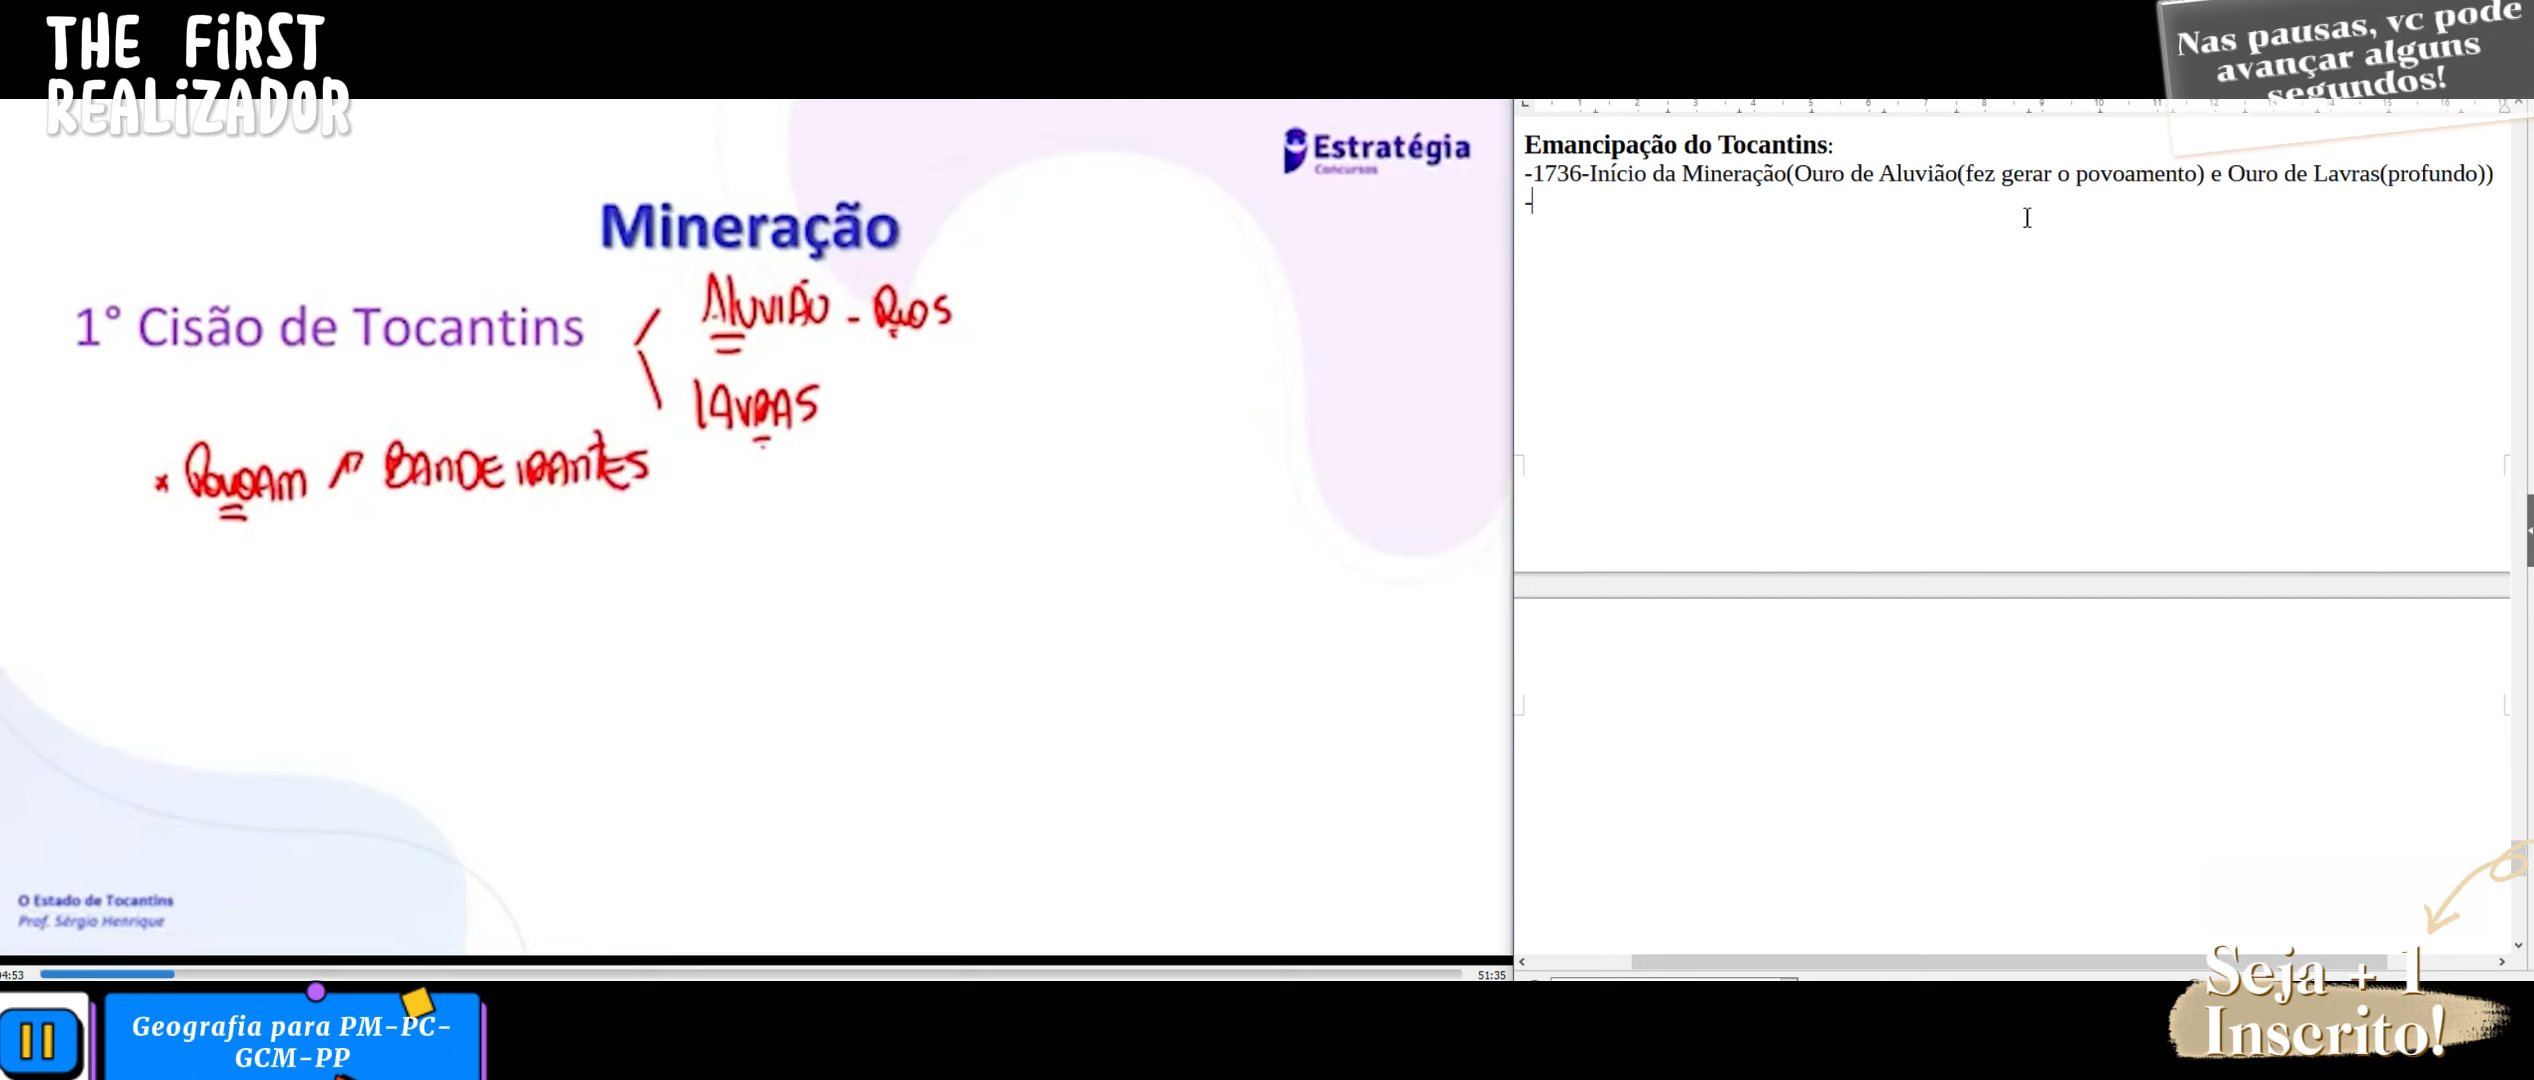 THE FiRST
REALiZADOR
Nas pausas, vc pode
avançar alguns
segundos!
Estratégia
Concursos
Mineração
1° Cisão de Tocantins
Aluvião - Rios
Lavras
* Povoam Bandeirantes
O Estado de Tocantins
Prof. Sérgio Henrique
4:53
51:35
Emancipação do Tocantins:
-1736-Início da Mineração(Ouro de Aluvião(fez gerar o povoamento) e Ouro de Lavras(profundo))
-
Geografia para PM-PC-
GCM-PP
Seja + 1
Inscrito!